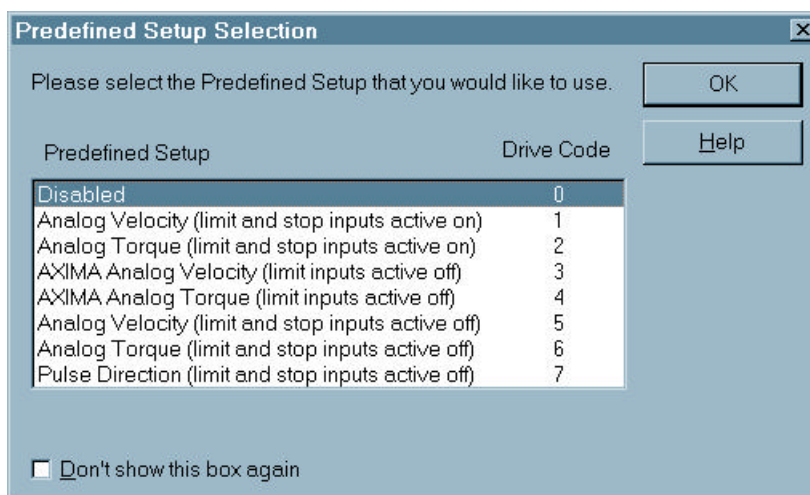 Predefined Setup Selection
Please select the Predefined Setup that you would like to use.
OK
Help
Predefined Setup Drive Code
Disabled 0
Analog Velocity (limit and stop inputs active on) 1
Analog Torque (limit and stop inputs active on) 2
AXIMA Analog Velocity (limit inputs active off) 3
AXIMA Analog Torque (limit inputs active off) 4
Analog Velocity (limit and stop inputs active off) 5
Analog Torque (limit and stop inputs active off) 6
Pulse Direction (limit and stop inputs active off) 7
Don't show this box again